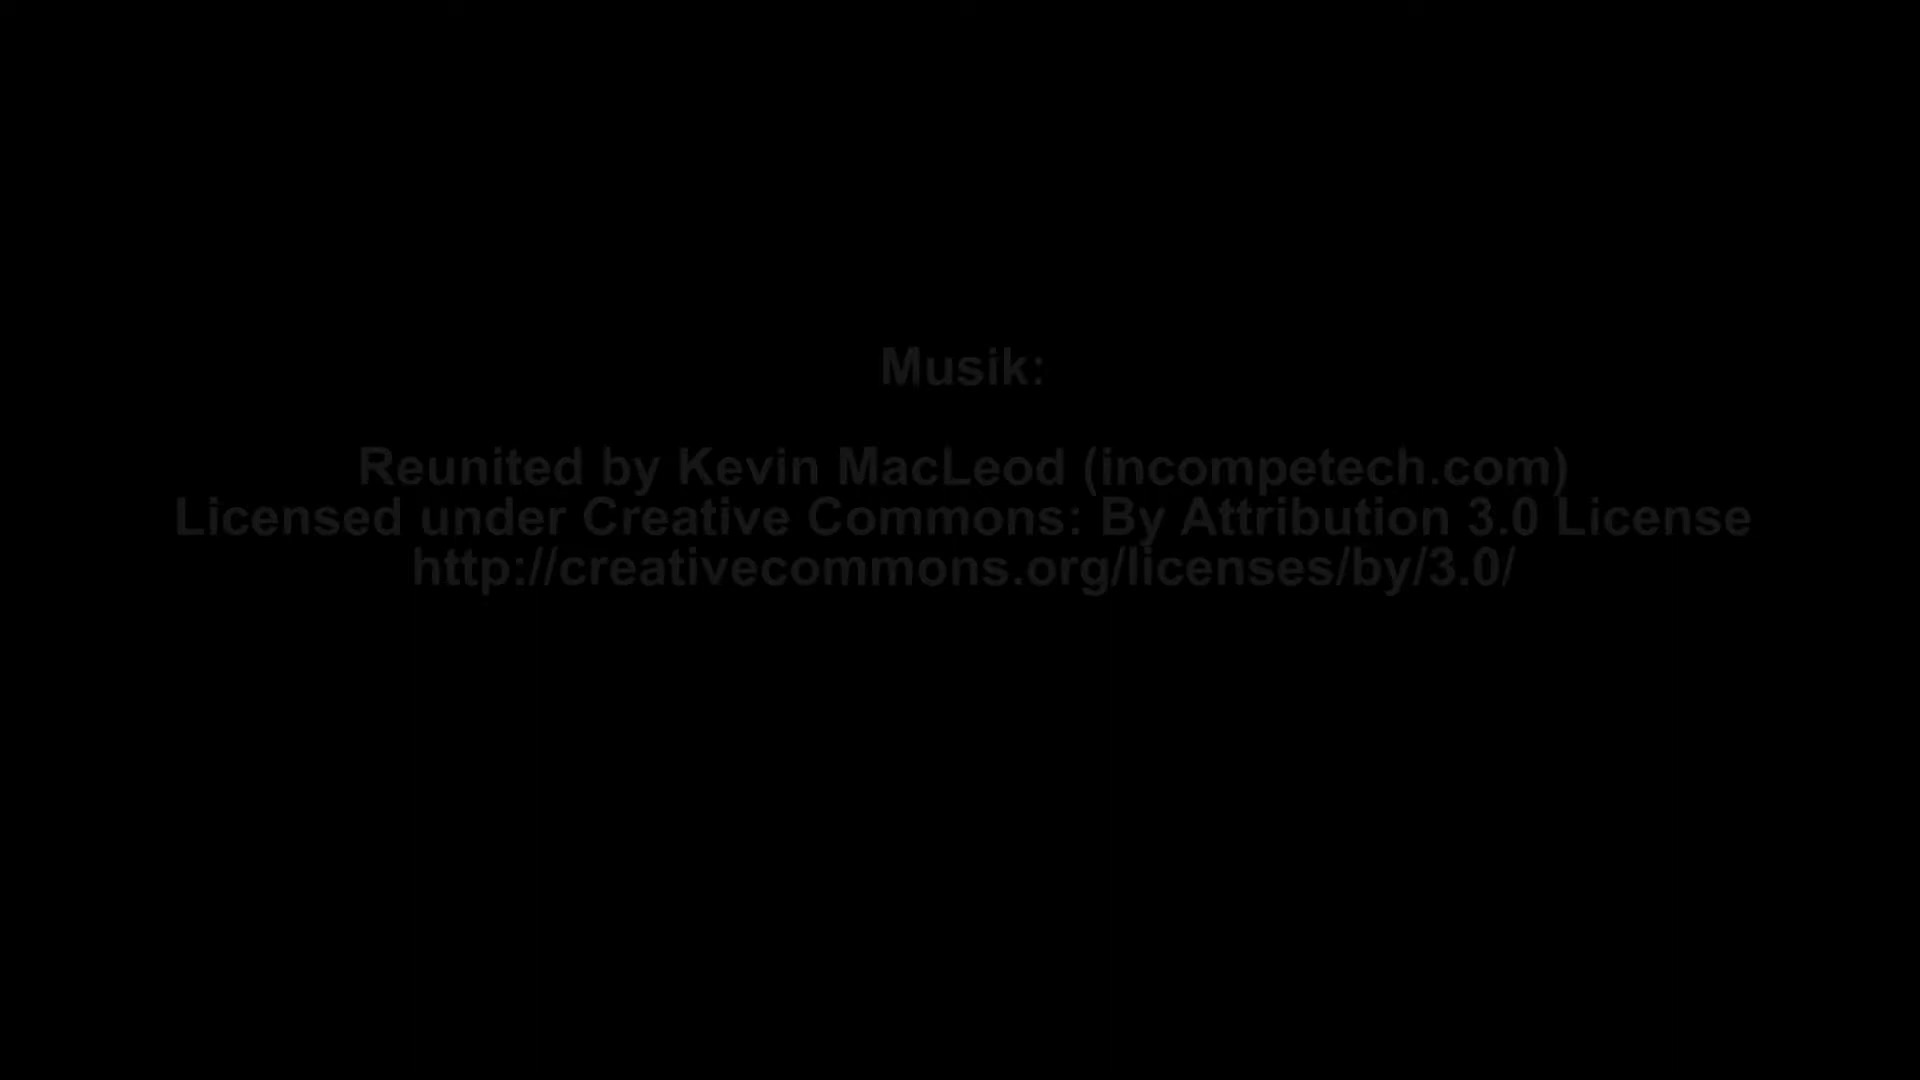 Musik:
Reunited by Kevin MacLeod (incompetech.com)
Licensed under Creative Commons: By Attribution 3.0 License
http://creativecommons.org/licenses/by/3.0/